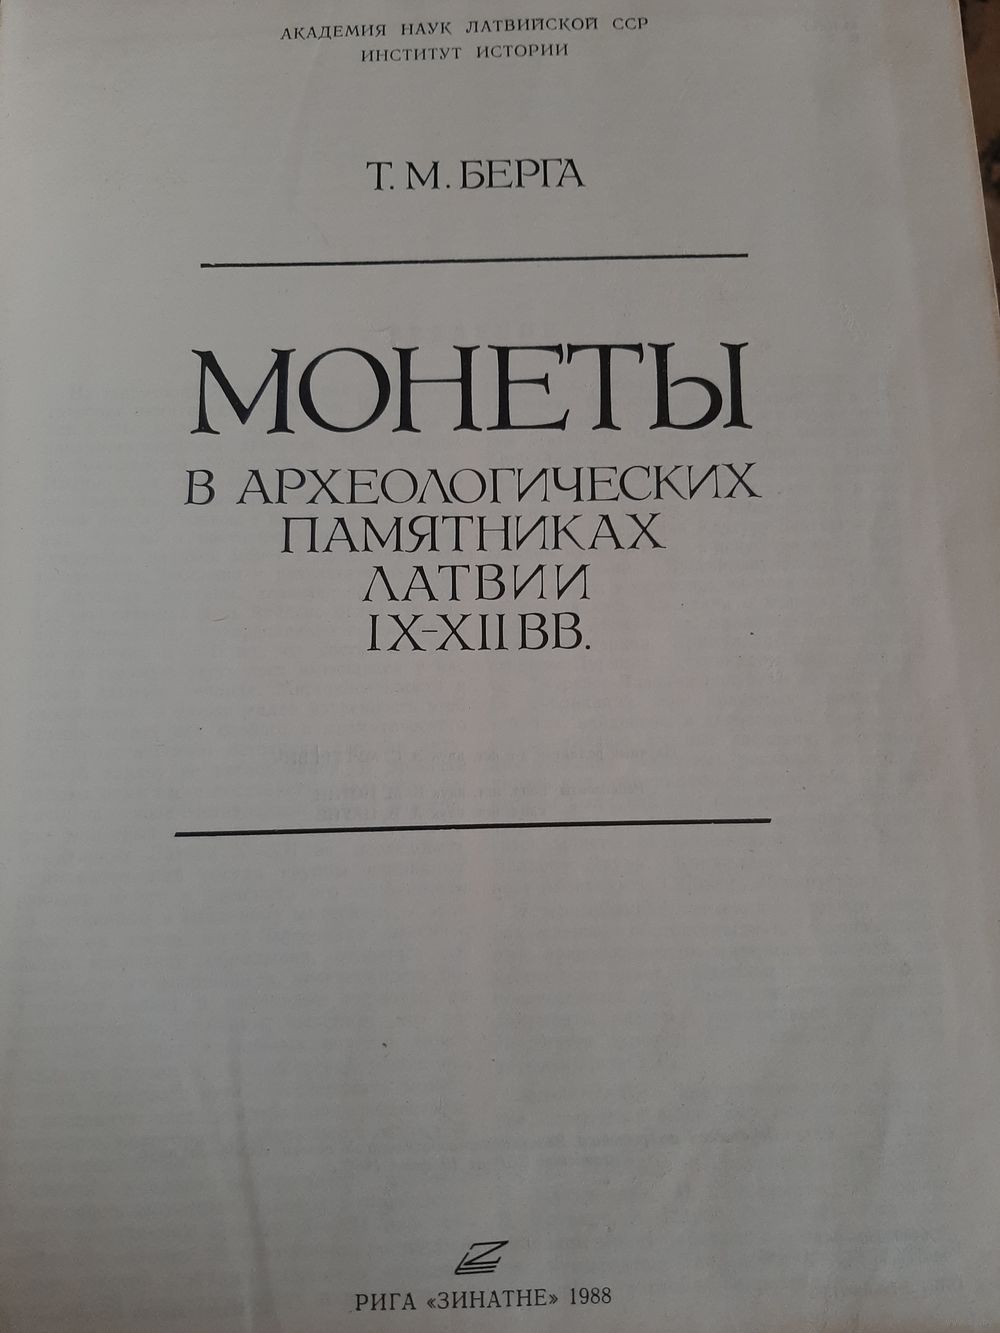 АКАДЕМИЯ НАУК ЛАТВИЙСКОЙ ССР
ИНСТИТУТ ИСТОРИИ
Т. М. БЕРГА
МОНЕТЫ
В АРХЕОЛОГИЧЕСКИХ
ПАМЯТНИКАХ
ЛАТВИИ
IX-XII ВВ.
РИГА «ЗИНАТНЕ» 1988